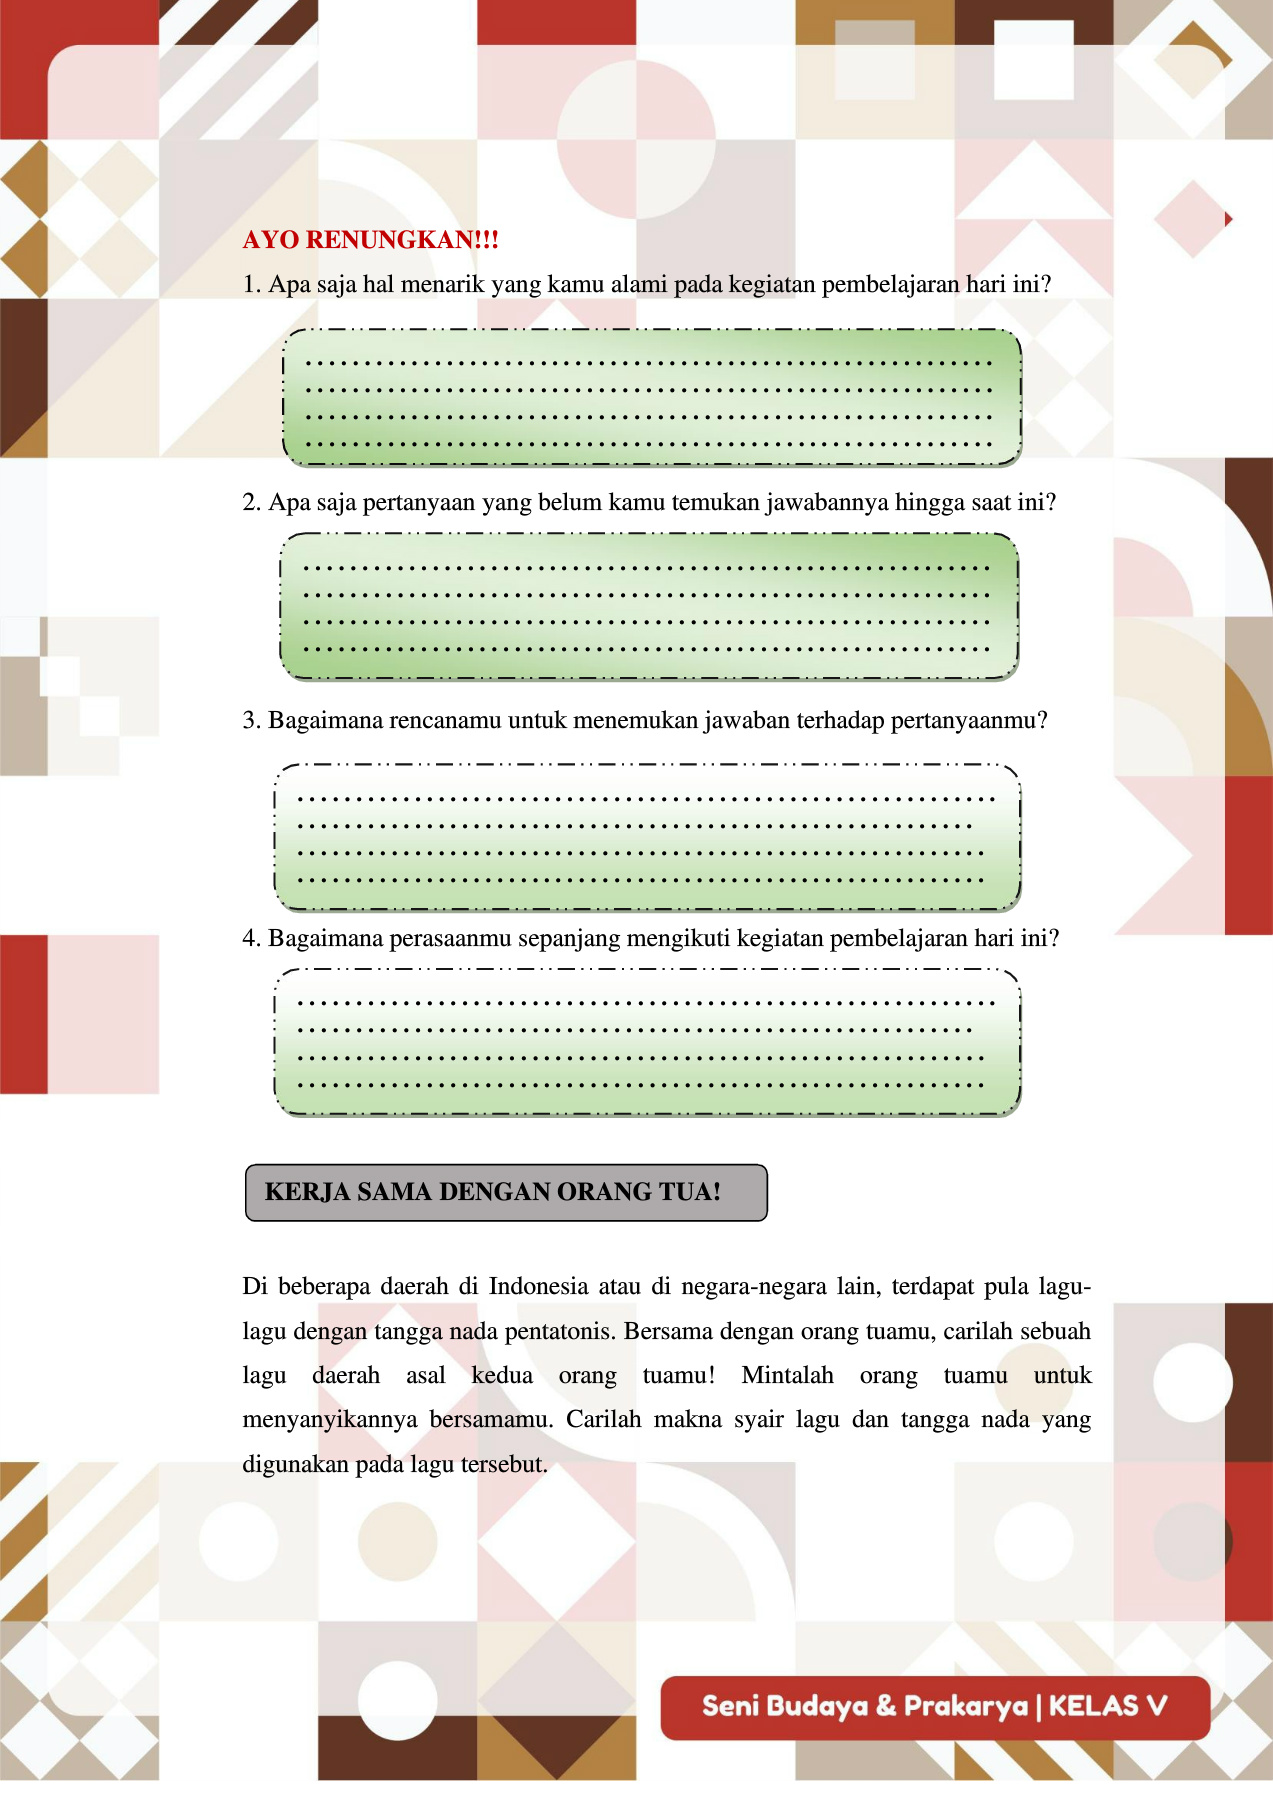 AYO RENUNGKAN!!!
1. Apa saja hal menarik yang kamu alami pada kegiatan pembelajaran hari ini?
2. Apa saja pertanyaan yang belum kamu temukan jawabannya hingga saat ini?
3. Bagaimana rencanamu untuk menemukan jawaban terhadap pertanyaanmu?
4. Bagaimana perasaanmu sepanjang mengikuti kegiatan pembelajaran hari ini?
KERJA SAMA DENGAN ORANG TUA!
Di beberapa daerah di Indonesia atau di negara-negara lain, terdapat pula lagu-
lagu dengan tangga nada pentatonis. Bersama dengan orang tuamu, carilah sebuah
lagu daerah asal kedua orang tuamu! Mintalah orang tuamu untuk
menyanyikannya bersamamu. Carilah makna syair lagu dan tangga nada yang
digunakan pada lagu tersebut.
Seni Budaya & Prakarya | KELAS V